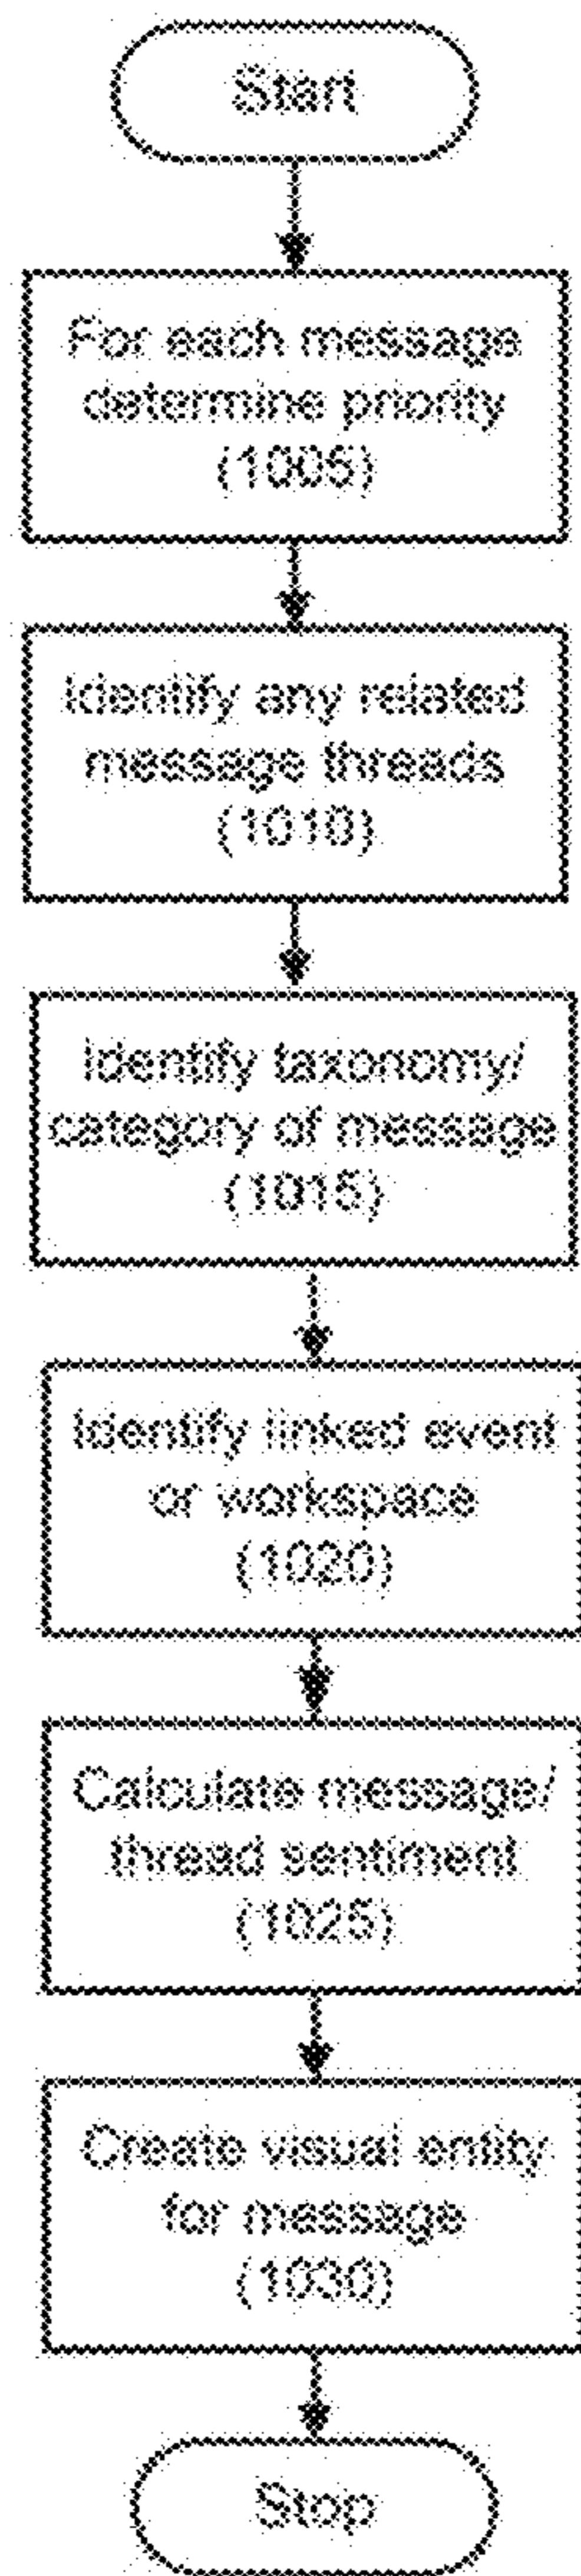 Start
For each message
determine priority
(1005)
Identify any related
message threads
(1010)
Identify taxonomy/
category of message
(1015)
Identify linked event
or workspace
(1020)
Calculate message/
thread sentiment
(1025)
Create visual entity
for message
(1030)
Stop